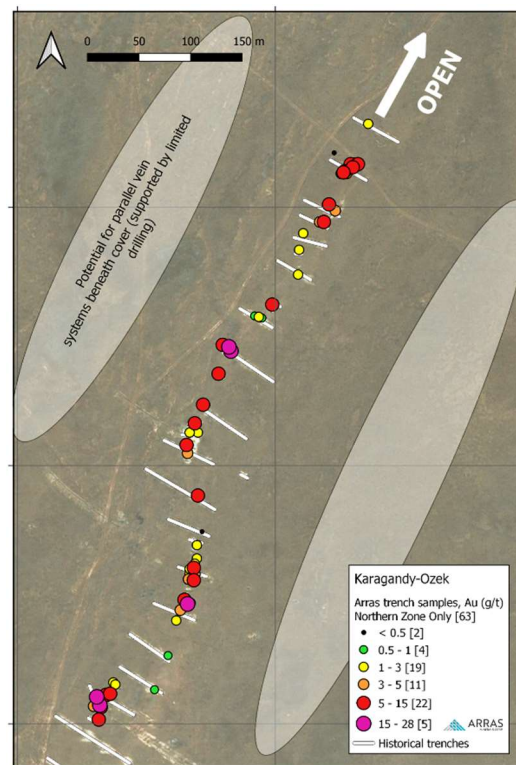 0 50 100 150 m
OPEN
Potential for parallel vein
systems beneath cover (supported by limited
drilling)
Karagandy-Ozek
Arras trench samples, Au (g/t)
Northern Zone Only [63]
< 0.5 [2]
0.5 - 1 [4]
1 - 3 [19]
3 - 5 [11]
5 - 15 [22]
15 - 28 [5]
ARRAS
Historical trenches